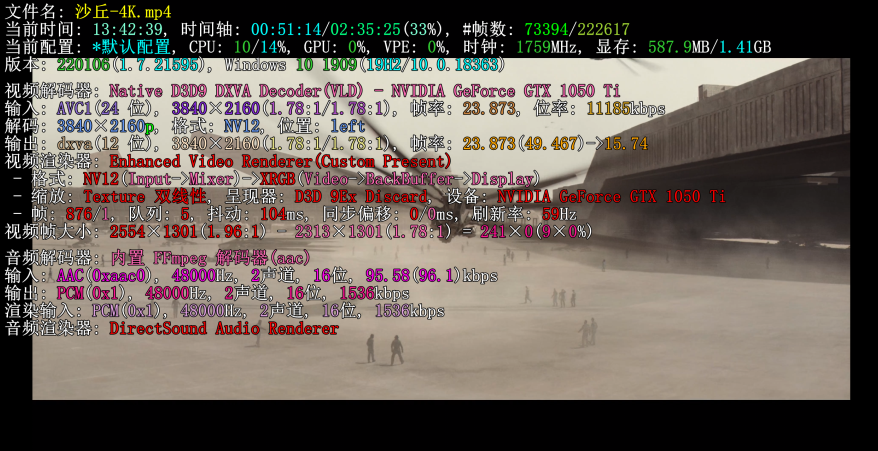 文件名: 沙丘-4K.mp4
当前时间: 13:42:39, 时间轴: 00:51:14/02:35:25(33%), #帧数: 73394/222617
当前配置: *默认配置, CPU: 10/14%, GPU: 0%, VPE: 0%, 时钟: 1759MHz, 显存: 587.9MB/1.41GB
版本: 220106(1.7.21595), Windows 10 1909(19H2/10.0.18363)
视频解码器: Native D3D9 DXVA Decoder(VLD) - NVIDIA GeForce GTX 1050 Ti
输入: AVC1(24 位), 3840×2160(1.78:1/1.78:1), 帧率: 23.873, 位率: 11185kbps
解码: 3840×2160p, 格式: NV12, 位置: left
输出: dxva(12 位), 3840×2160(1.78:1/1.78:1), 帧率: 23.873(49.467)->15.74
视频渲染器: Enhanced Video Renderer(Custom Present)
- 格式: NV12(Input->Mixer)->XRGB(Video->BackBuffer->Display)
- 缩放: Texture 双线性, 呈现器: D3D 9Ex Discard, 设备: NVIDIA GeForce GTX 1050 Ti
- 帧: 876/1, 队列: 5, 抖动: 104ms, 同步偏移: 0/0ms, 刷新率: 59Hz
视频帧大小: 2554×1301(1.96:1) - 2313×1301(1.78:1) = 241×0(9×0%)
音频解码器: 内置 FFmpeg 解码器(aac)
输入: AAC(0xaac0), 48000Hz, 2声道, 16位, 95.58(96.1)kbps
输出: PCM(0x1), 48000Hz, 2声道, 16位, 1536kbps
渲染输入: PCM(0x1), 48000Hz, 2声道, 16位, 1536kbps
音频渲染器: DirectSound Audio Renderer